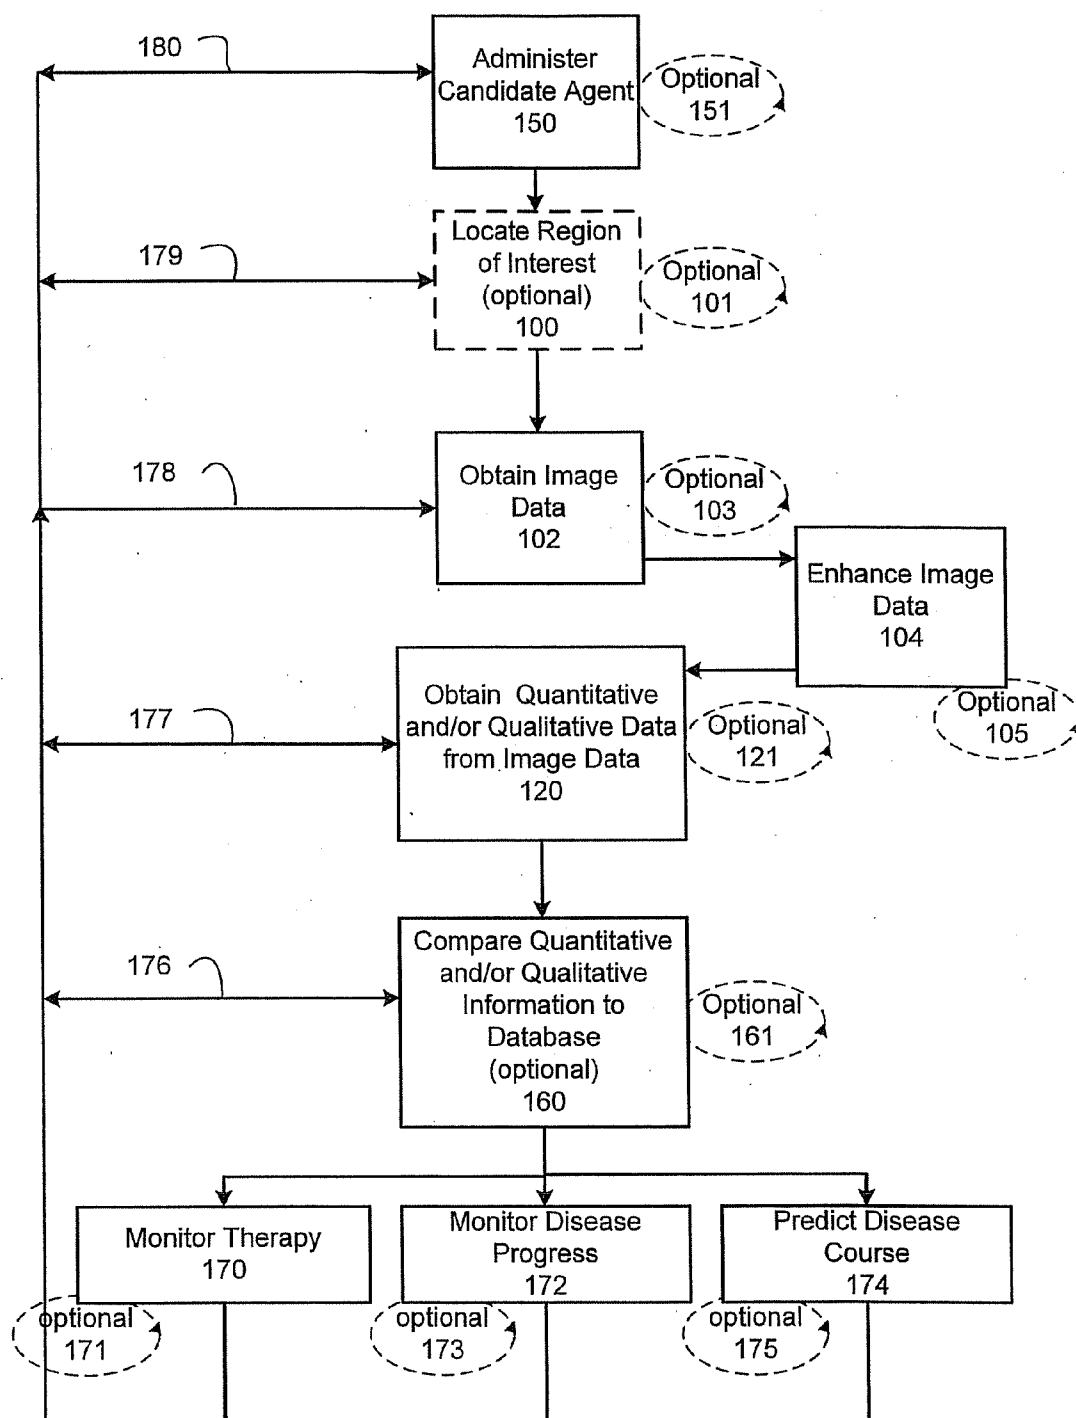 180
Administer
Candidate Agent
150
Optional
151
179
Locate Region
of Interest
(optional)
100
Optional
101
178
Obtain Image
Data
102
Optional
103
Enhance Image
Data
104
Optional
105
177
Obtain Quantitative
and/or Qualitative Data
from Image Data
120
Optional
121
176
Compare Quantitative
and/or Qualitative
Information to
Database
(optional)
160
Optional
161
Monitor Therapy
170
optional
171
Monitor Disease
Progress
172
optional
173
Predict Disease
Course
174
optional
175